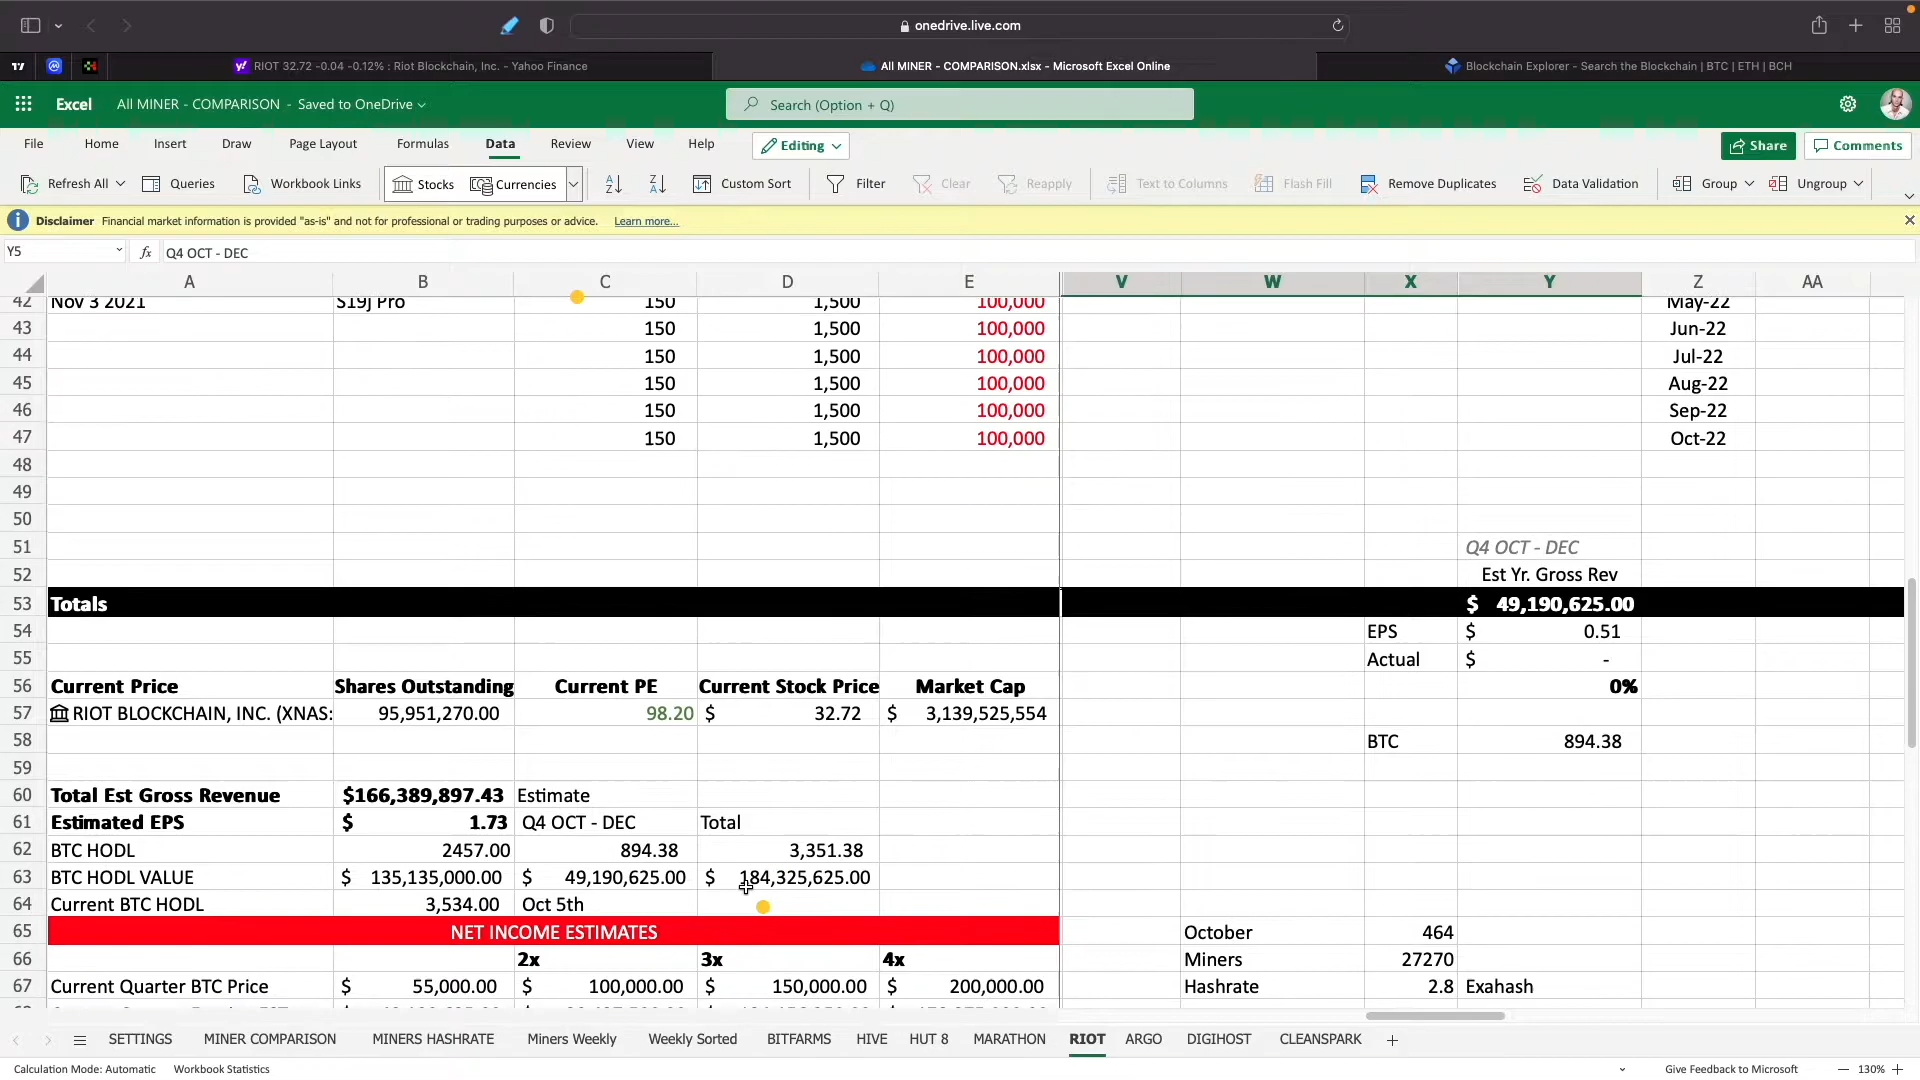 onedrive.live.com
RIOT 32.72 -0.04 -0.12% : Riot Blockchain, Inc. - Yahoo Finance
All MINER - COMPARISON.xlsx - Microsoft Excel Online
Blockchain Explorer - Search the Blockchain | BTC | ETH | BCH
Excel All MINER - COMPARISON - Saved to OneDrive
Search (Option + Q)
File Home Insert Draw Page Layout Formulas Data Review View Help Editing Share Comments
Refresh All Queries Workbook Links Stocks Currencies Custom Sort Filter Clear Reapply Text to Columns Flash Fill Remove Duplicates Data Validation Group Ungroup
Disclaimer Financial market information is provided "as-is" and not for professional or trading purposes or advice. Learn more...
Y5 fx Q4 OCT - DEC
A B C D E V W X Y Z AA
42 Nov 3 2021 S19j Pro 150 1,500 100,000 May-22
43 150 1,500 100,000 Jun-22
44 150 1,500 100,000 Jul-22
45 150 1,500 100,000 Aug-22
46 150 1,500 100,000 Sep-22
47 150 1,500 100,000 Oct-22
48
49
50
51 Q4 OCT - DEC
52 Est Yr. Gross Rev
53 Totals $ 49,190,625.00
54 EPS $ 0.51
55 Actual $ -
56 Current Price Shares Outstanding Current PE Current Stock Price Market Cap 0%
57 RIOT BLOCKCHAIN, INC. (XNAS: 95,951,270.00 98.20 $ 32.72 $ 3,139,525,554
58 BTC 894.38
59
60 Total Est Gross Revenue $166,389,897.43 Estimate
61 Estimated EPS $ 1.73 Q4 OCT - DEC Total
62 BTC HODL 2457.00 894.38 3,351.38
63 BTC HODL VALUE $ 135,135,000.00 $ 49,190,625.00 $ 184,325,625.00
64 Current BTC HODL 3,534.00 Oct 5th
65 NET INCOME ESTIMATES October 464
66 2x 3x 4x Miners 27270
67 Current Quarter BTC Price $ 55,000.00 $ 100,000.00 $ 150,000.00 $ 200,000.00 Hashrate 2.8 Exahash
SETTINGS MINER COMPARISON MINERS HASHRATE Miners Weekly Weekly Sorted BITFARMS HIVE HUT 8 MARATHON RIOT ARGO DIGIHOST CLEANSPARK
Calculation Mode: Automatic Workbook Statistics Give Feedback to Microsoft 130%